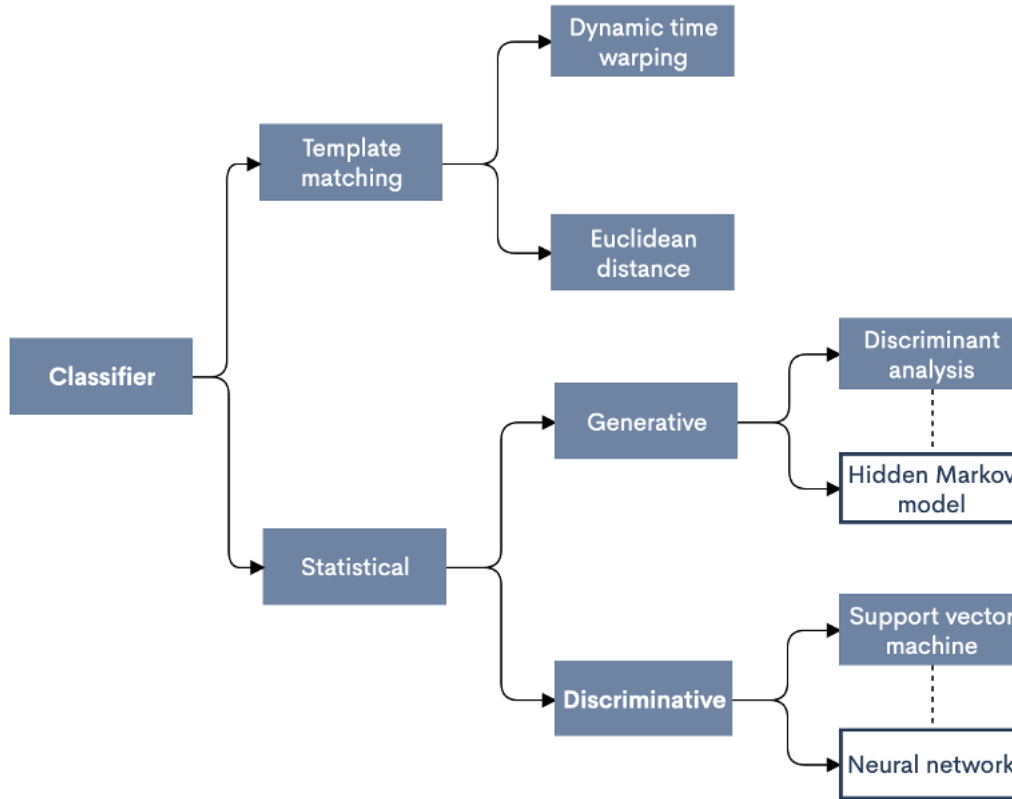 Dynamic time
warping
Template
matching
Euclidean
distance
Classifier
Discriminant
analysis
Generative
Hidden Markov
model
Statistical
Support vector
machine
Discriminative
Neural network